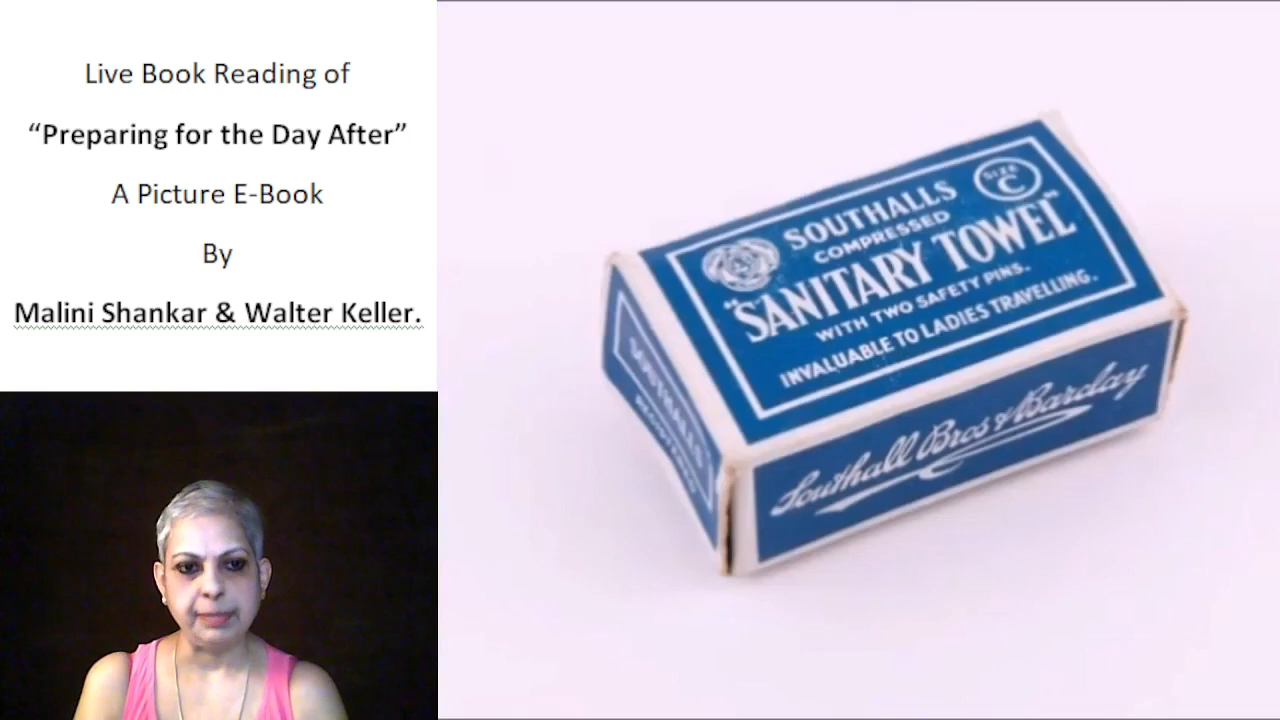 Live Book Reading of
“Preparing for the Day After”
A Picture E-Book
By
Malini Shankar & Walter Keller.
SIZE
C
SOUTHALLS
COMPRESSED
"SANITARY TOWEL"
WITH TWO SAFETY PINS.
INVALUABLE TO LADIES TRAVELLING.
Southall Bros & Barclay
SOUTHALLS